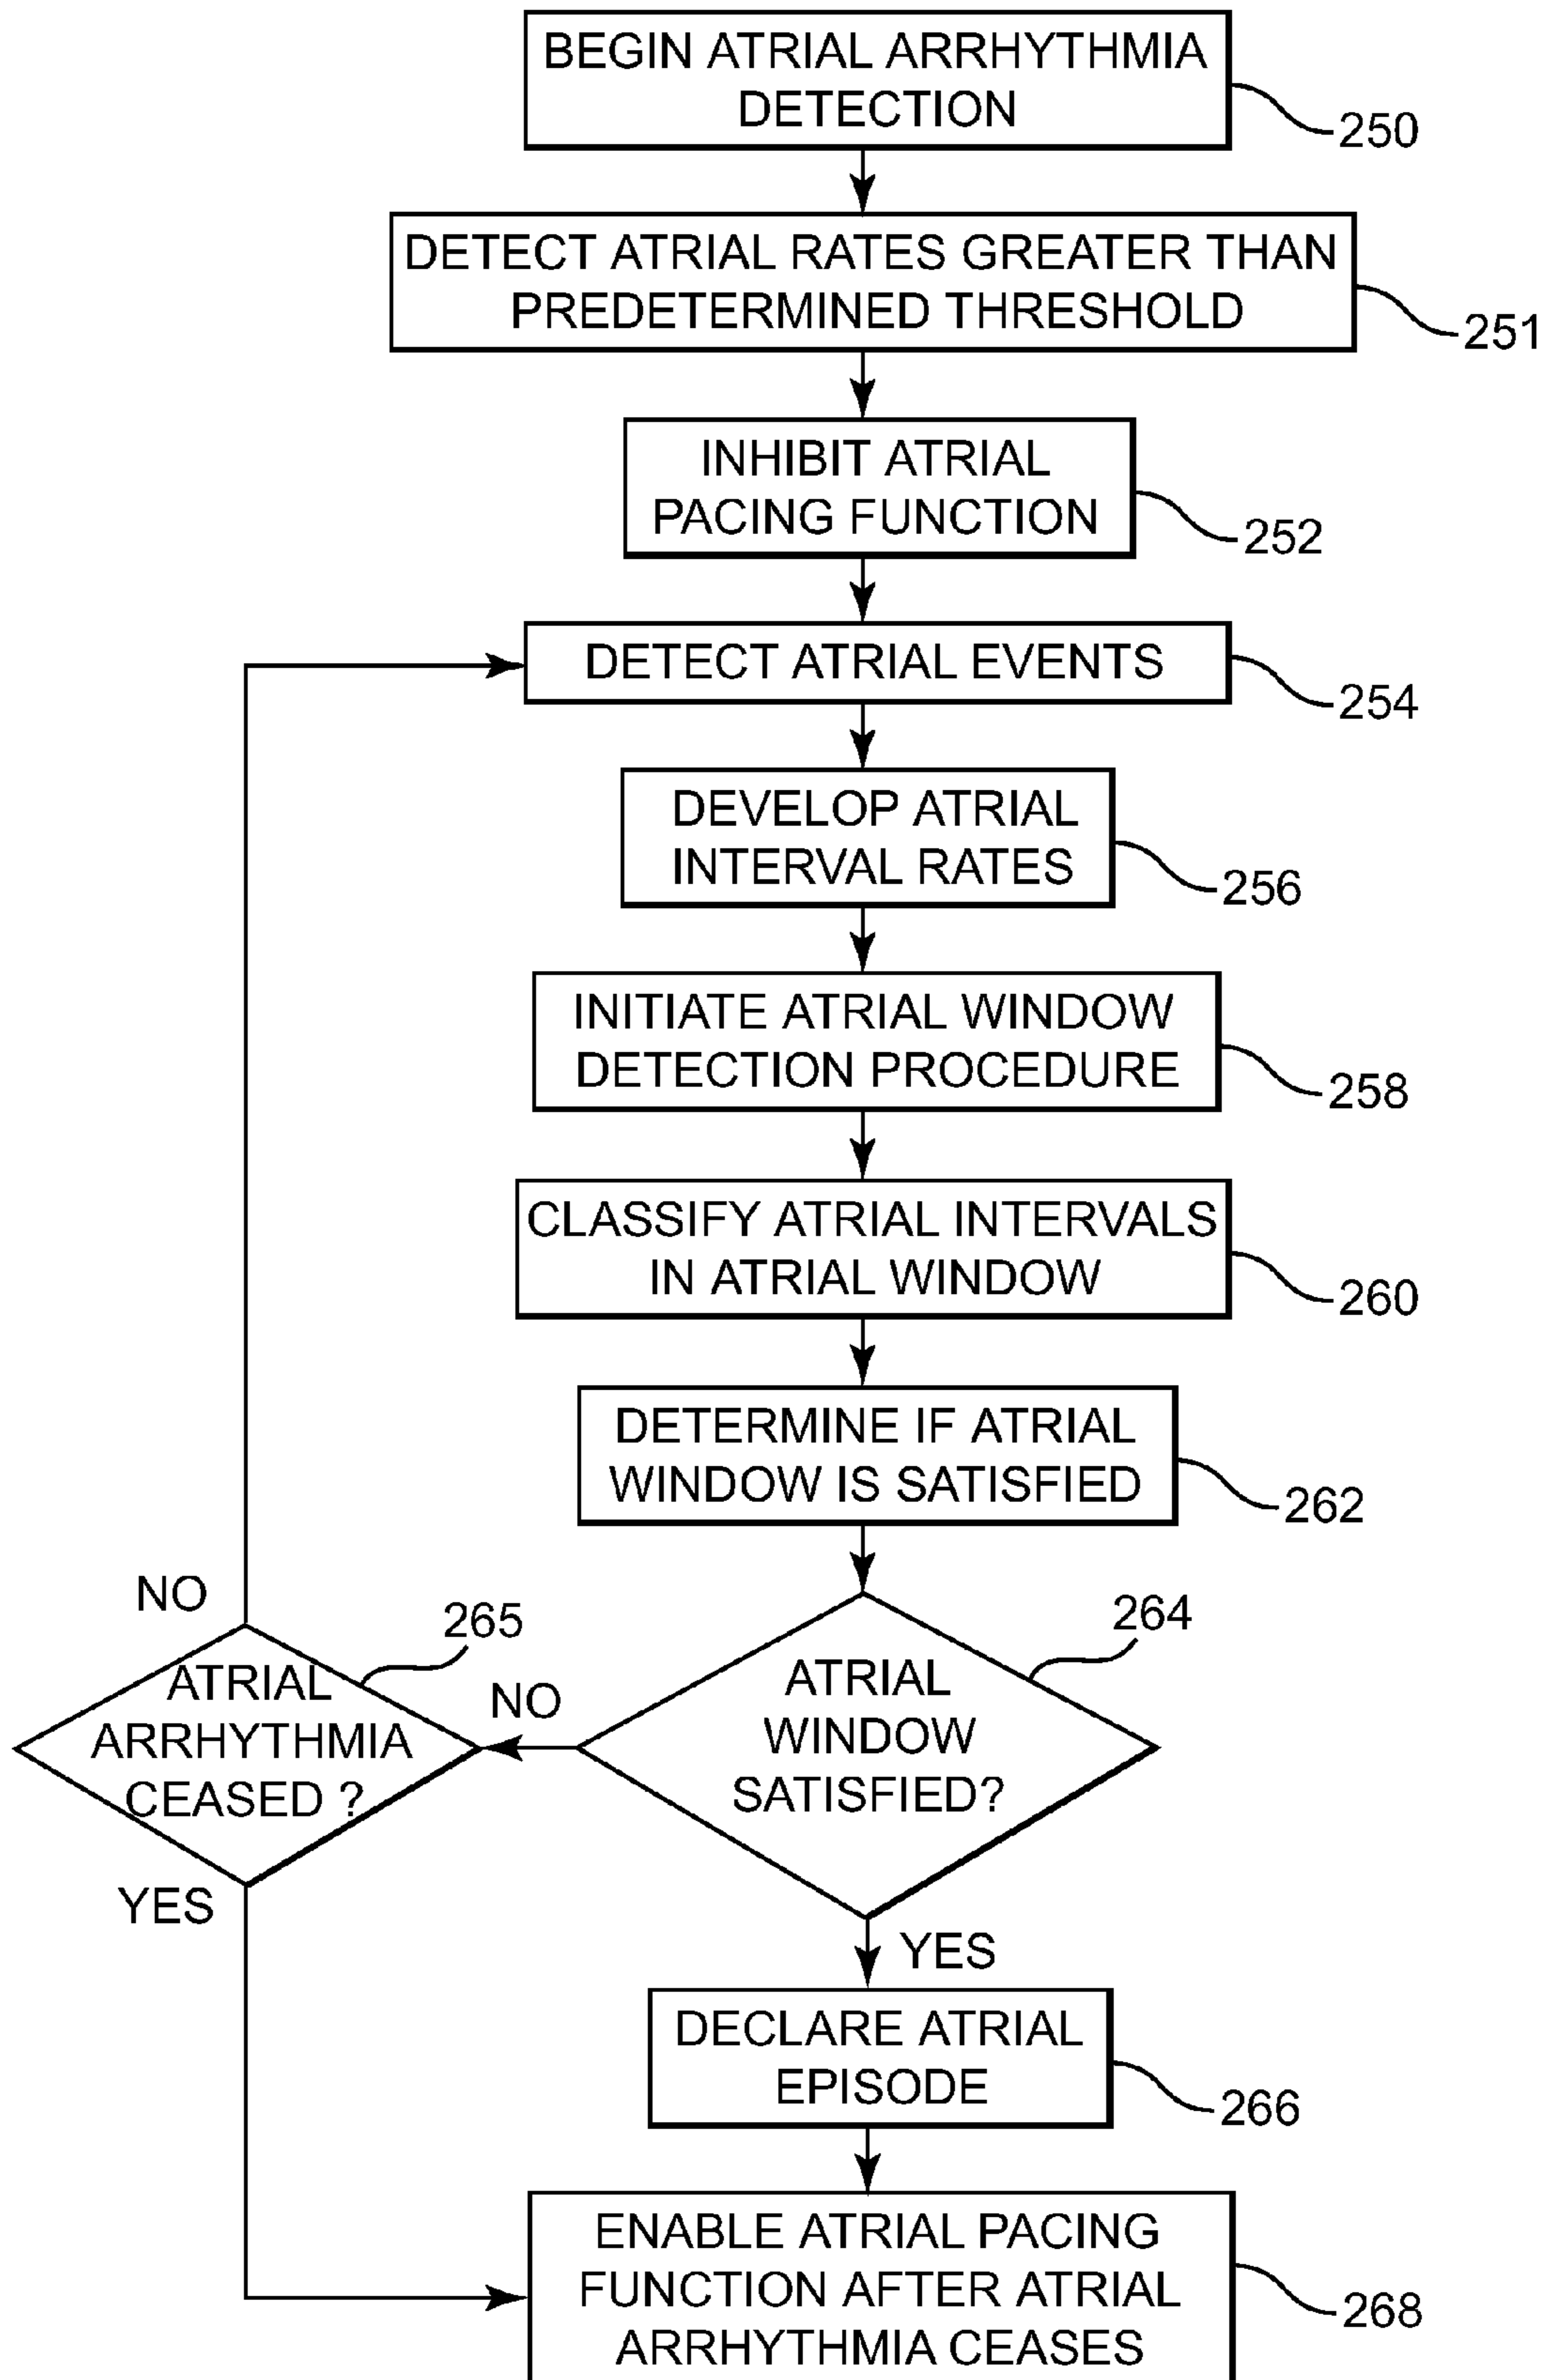 BEGIN ATRIAL ARRHYTHMIA
DETECTION
250
DETECT ATRIAL RATES GREATER THAN
PREDETERMINED THRESHOLD
251
INHIBIT ATRIAL
PACING FUNCTION
252
DETECT ATRIAL EVENTS
254
DEVELOP ATRIAL
INTERVAL RATES
256
INITIATE ATRIAL WINDOW
DETECTION PROCEDURE
258
CLASSIFY ATRIAL INTERVALS
IN ATRIAL WINDOW
260
DETERMINE IF ATRIAL
WINDOW IS SATISFIED
262
264
ATRIAL
WINDOW
SATISFIED?
NO
265
ATRIAL
ARRHYTHMIA
CEASED ?
NO
YES
YES
DECLARE ATRIAL
EPISODE
266
ENABLE ATRIAL PACING
FUNCTION AFTER ATRIAL
ARRHYTHMIA CEASES
268